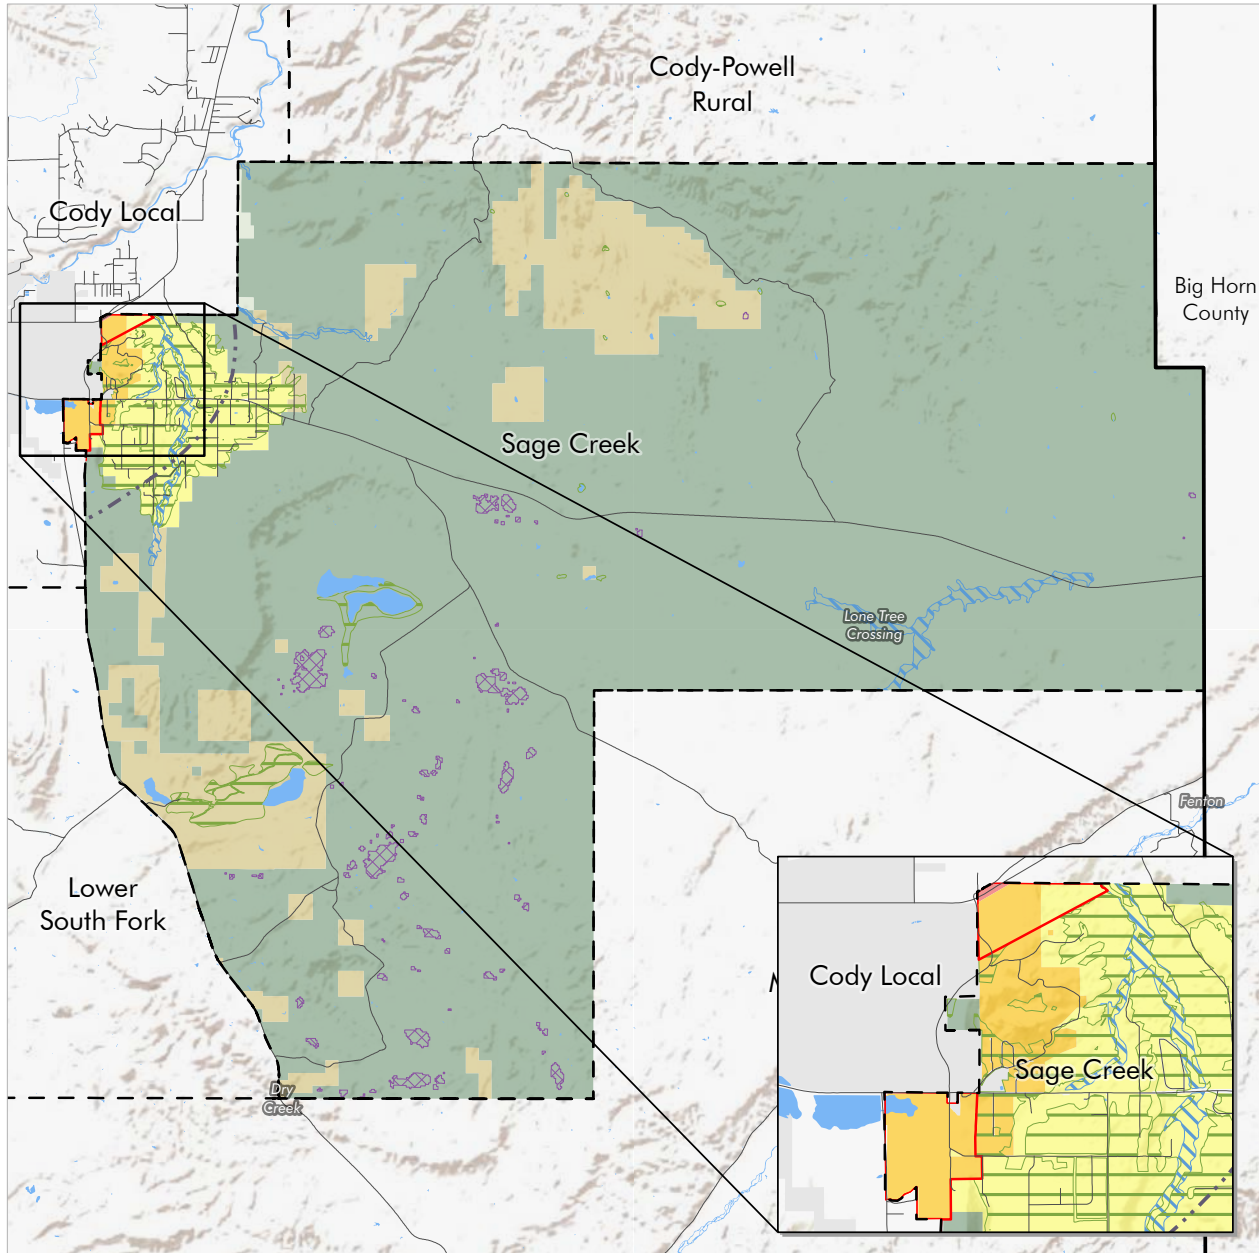 Cody-Powell
Rural
Cody Local
Big Horn
County
Sage Creek
Lone Tree
Crossing
Fenton
Lower
South Fork
Cody Local
Sage Creek
Dry
Creek